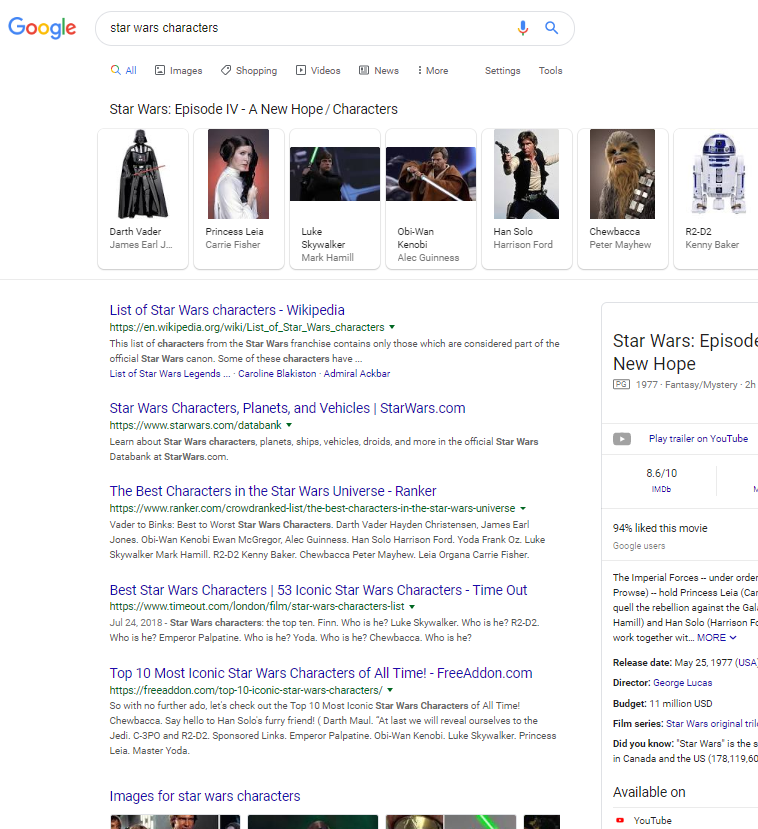 Google
star wars characters
All Images Shopping Videos News More Settings Tools
Star Wars: Episode IV - A New Hope / Characters
Darth Vader
James Earl J...
Princess Leia
Carrie Fisher
Luke
Skywalker
Mark Hamill
Obi-Wan
Kenobi
Alec Guinness
Han Solo
Harrison Ford
Chewbacca
Peter Mayhew
R2-D2
Kenny Baker
List of Star Wars characters - Wikipedia
https://en.wikipedia.org/wiki/List_of_Star_Wars_characters
This list of characters from the Star Wars franchise contains only those which are considered part of the
official Star Wars canon. Some of these characters have ...
List of Star Wars Legends ... · Caroline Blakiston · Admiral Ackbar
Star Wars Characters, Planets, and Vehicles | StarWars.com
https://www.starwars.com/databank
Learn about Star Wars characters, planets, ships, vehicles, droids, and more in the official Star Wars
Databank at StarWars.com.
The Best Characters in the Star Wars Universe - Ranker
https://www.ranker.com/crowdranked-list/the-best-characters-in-the-star-wars-universe
Vader to Binks: Best to Worst Star Wars Characters. Darth Vader Hayden Christensen, James Earl
Jones. Obi-Wan Kenobi Ewan McGregor, Alec Guinness. Han Solo Harrison Ford. Yoda Frank Oz. Luke
Skywalker Mark Hamill. R2-D2 Kenny Baker. Chewbacca Peter Mayhew. Leia Organa Carrie Fisher.
Best Star Wars Characters | 53 Iconic Star Wars Characters - Time Out
https://www.timeout.com/london/film/star-wars-characters-list
Jul 24, 2018 - Star Wars characters: the top ten. Finn. Who is he? Luke Skywalker. Who is he? R2-D2.
Who is he? Emperor Palpatine. Who is he? Yoda. Who is he? Chewbacca. Who is he?
Top 10 Most Iconic Star Wars Characters of All Time! - FreeAddon.com
https://freeaddon.com/top-10-iconic-star-wars-characters/
So with no further ado, let's check out the Top 10 Most Iconic Star Wars Characters of All Time!
Chewbacca. Say hello to Han Solo's furry friend! ( Darth Maul. "At last we will reveal ourselves to the
Jedi. C-3PO and R2-D2. Sponsored Links. Emperor Palpatine. Obi-Wan Kenobi. Luke Skywalker. Princess
Leia. Master Yoda.
Images for star wars characters
Star Wars: Episode
New Hope
PG 1977 · Fantasy/Mystery · 2h
Play trailer on YouTube
8.6/10
IMDb
M
94% liked this movie
Google users
The Imperial Forces -- under order
Prowse) -- hold Princess Leia (Car
quell the rebellion against the Gala
Hamill) and Han Solo (Harrison Fo
work together wit... MORE
Release date: May 25, 1977 (USA)
Director: George Lucas
Budget: 11 million USD
Film series: Star Wars original trilo
Did you know: "Star Wars" is the s
in Canada and the US (178,119,60
Available on
YouTube